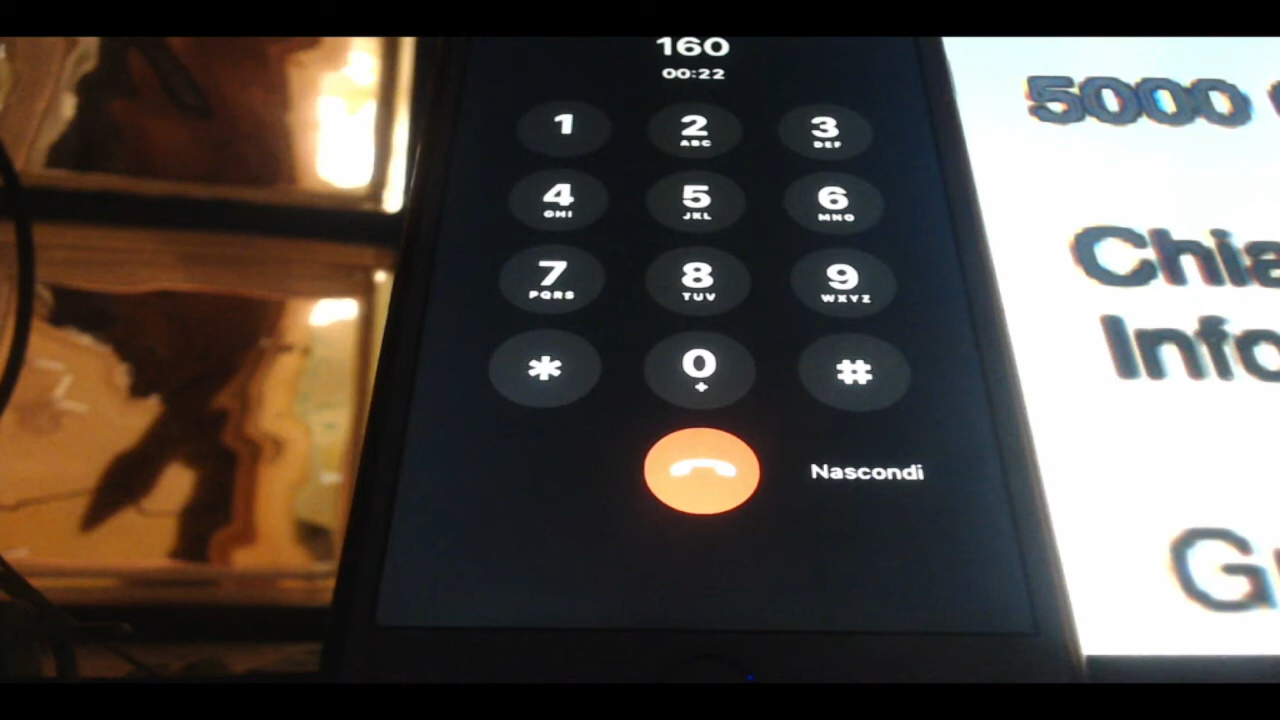 160
00:22
1
2
ABC
3
DEF
4
GHI
5
JKL
6
MNO
7
PQRS
8
TUV
9
WXYZ
*
0
+
#
Nascondi
5000